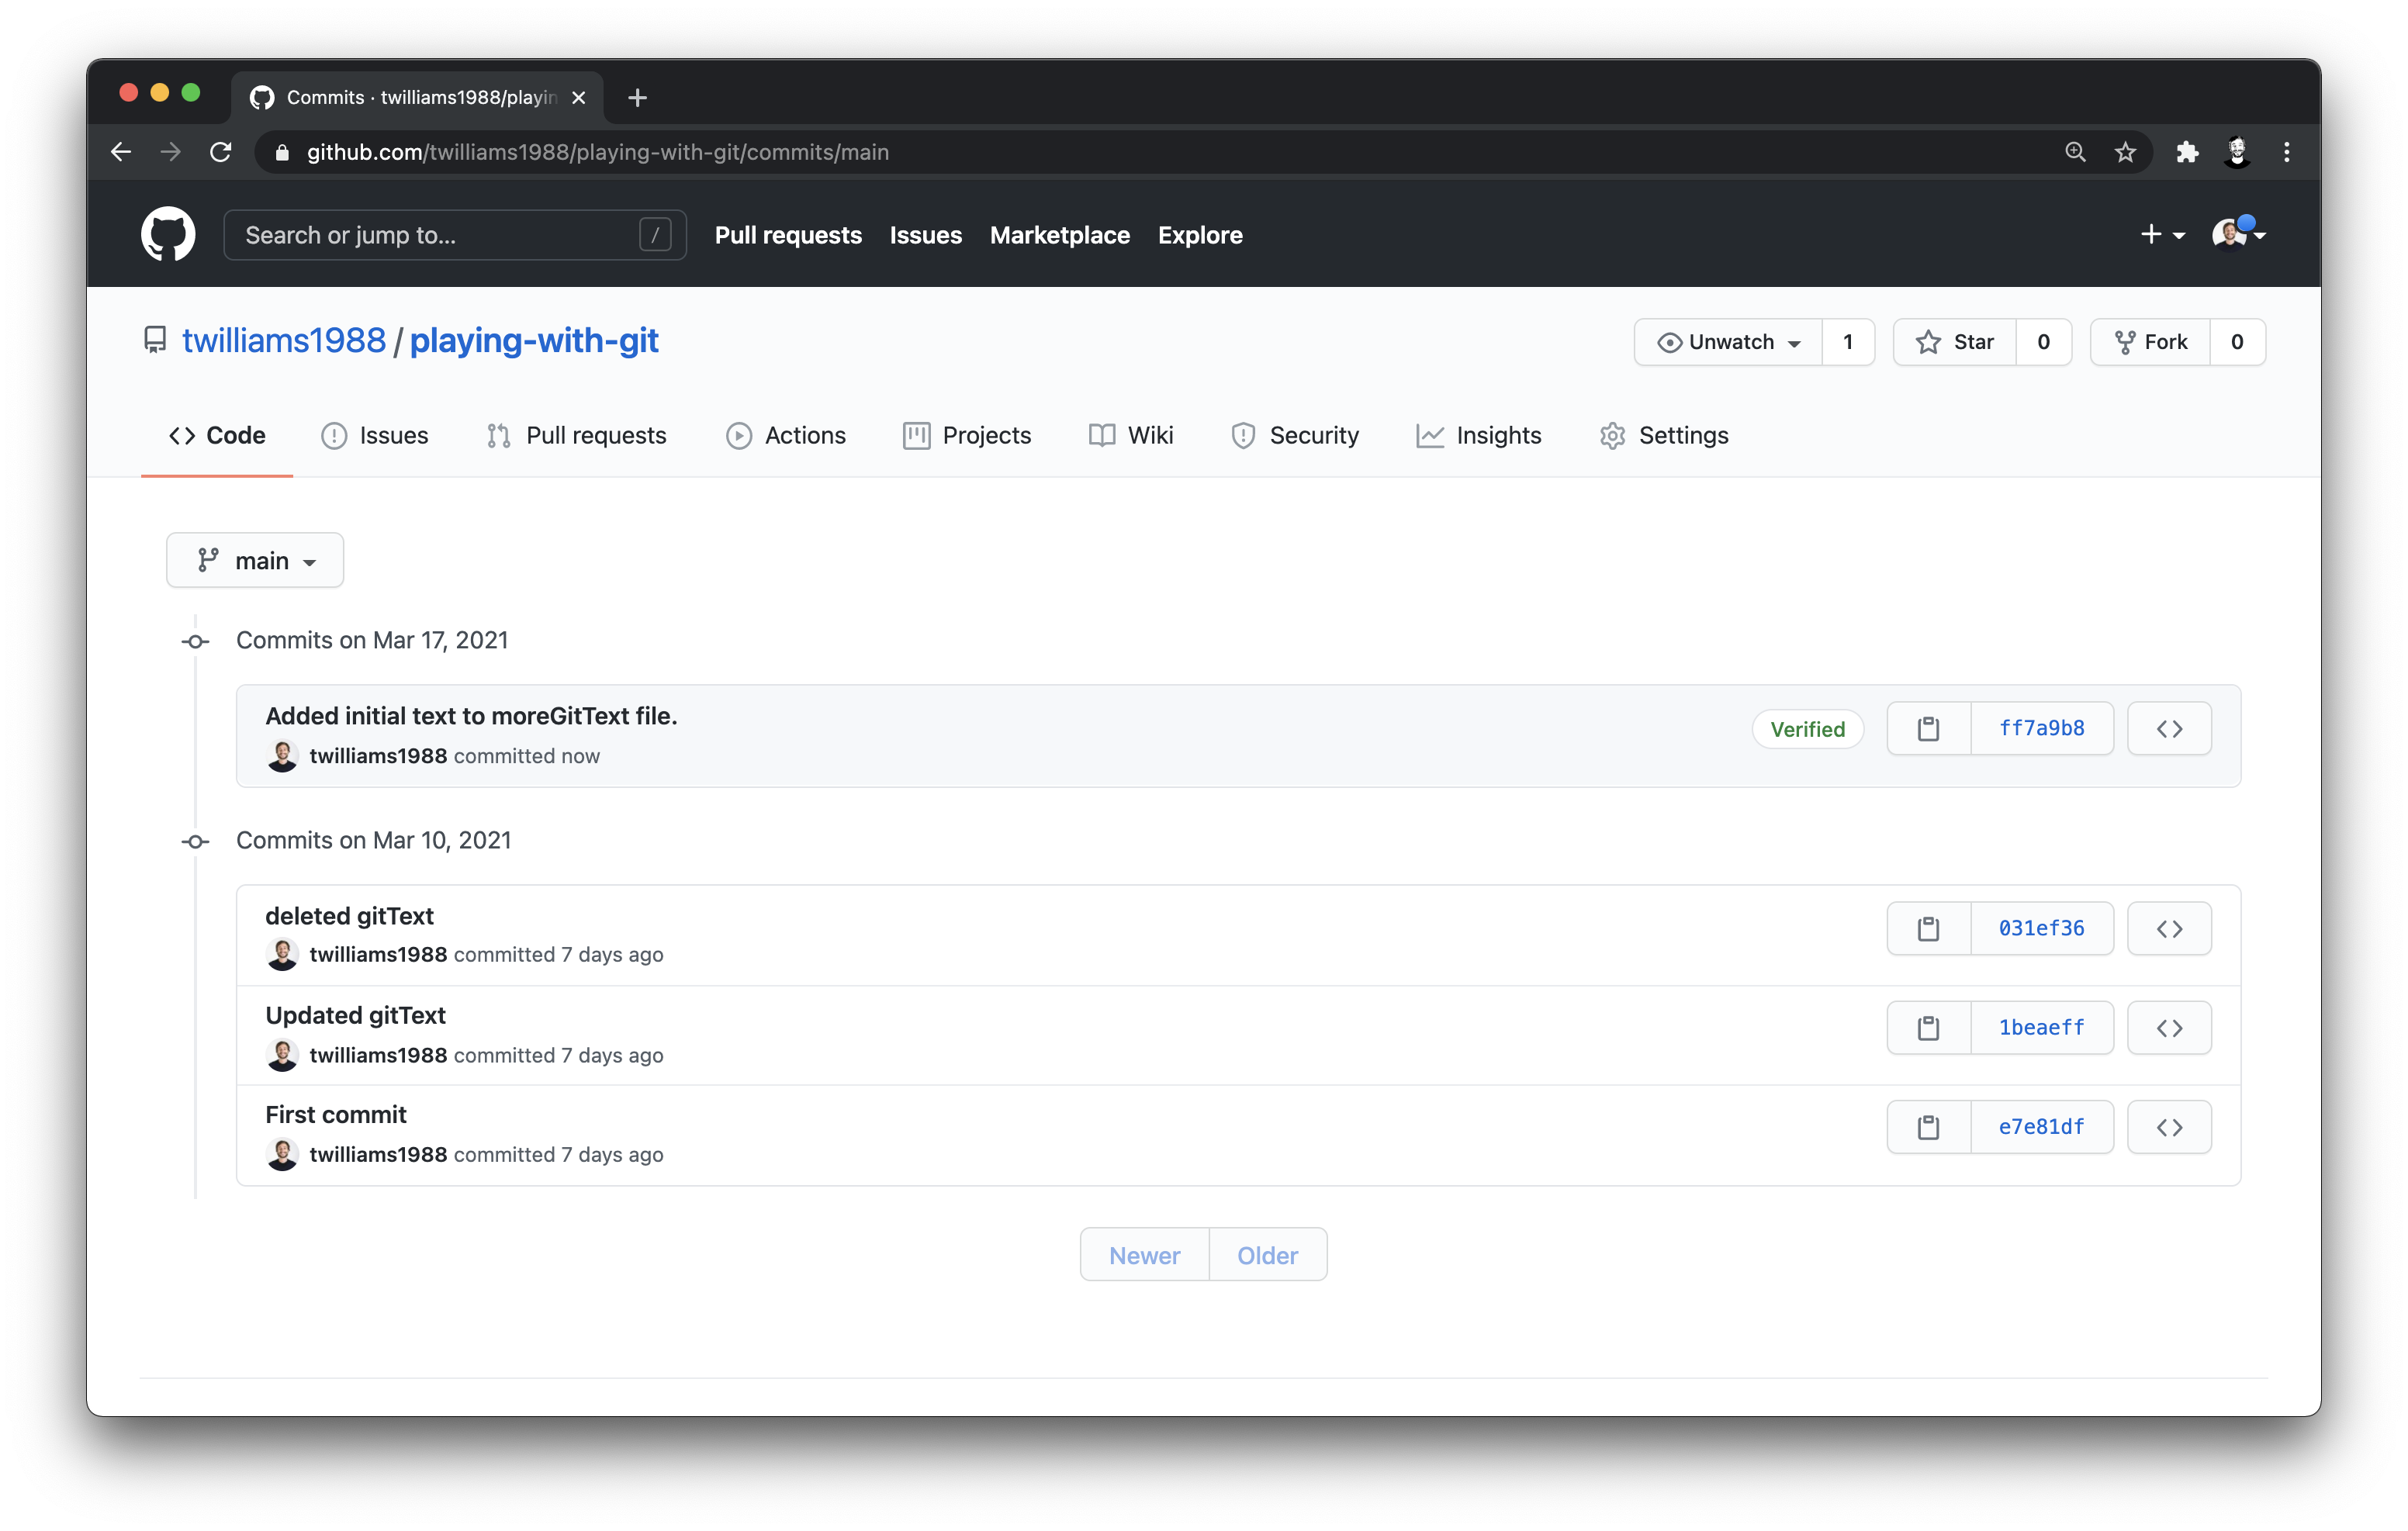 Commits · twilliams1988/playin
github.com/twilliams1988/playing-with-git/commits/main
Search or jump to... / Pull requests Issues Marketplace Explore
twilliams1988 / playing-with-git Unwatch 1 Star 0 Fork 0
Code Issues Pull requests Actions Projects Wiki Security Insights Settings
main
Commits on Mar 17, 2021
Added initial text to moreGitText file.
twilliams1988 committed now
Verified ff7a9b8
Commits on Mar 10, 2021
deleted gitText
twilliams1988 committed 7 days ago
031ef36
Updated gitText
twilliams1988 committed 7 days ago
1beaeff
First commit
twilliams1988 committed 7 days ago
e7e81df
Newer Older